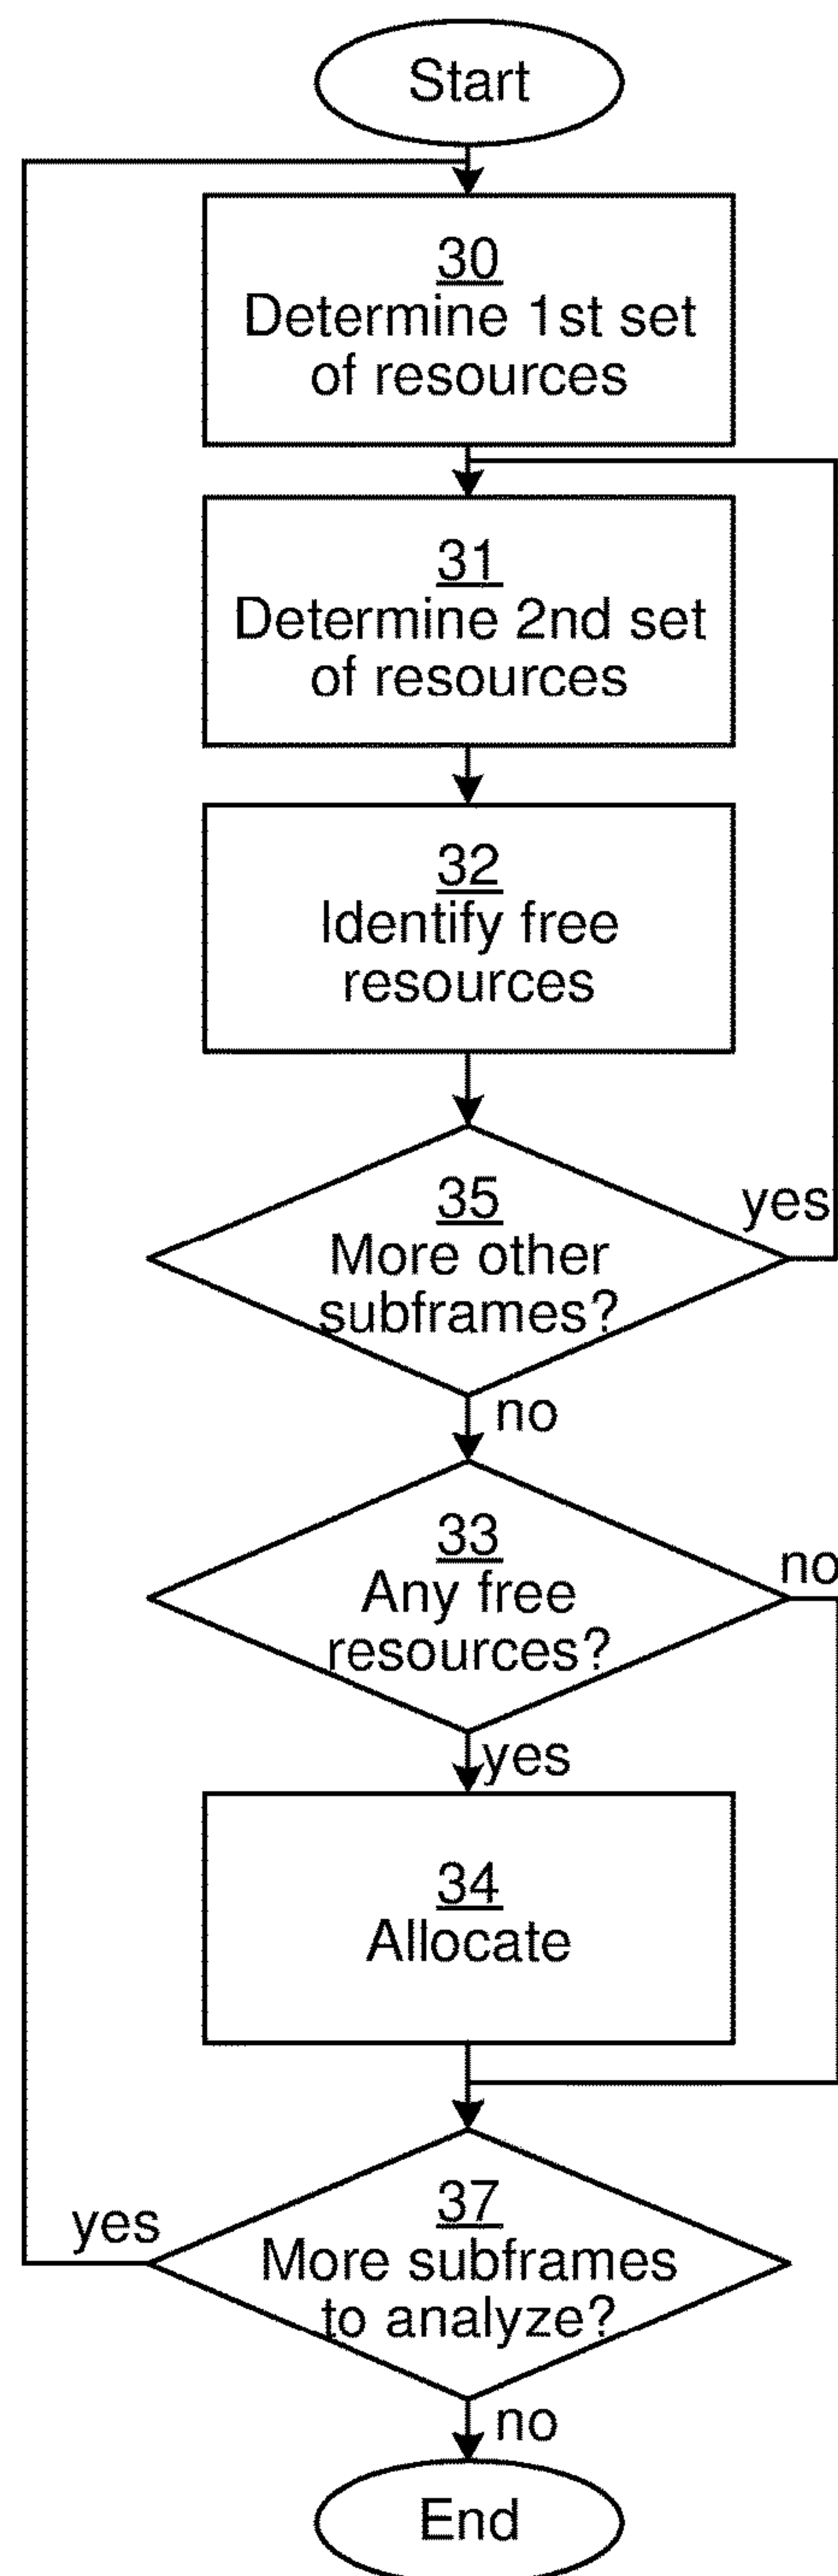 Start
30
Determine 1st set
of resources
31
Determine 2nd set
of resources
32
Identify free
resources
35
More other
subframes?
yes
no
33
Any free
resources?
no
yes
34
Allocate
37
More subframes
to analyze?
yes
no
End